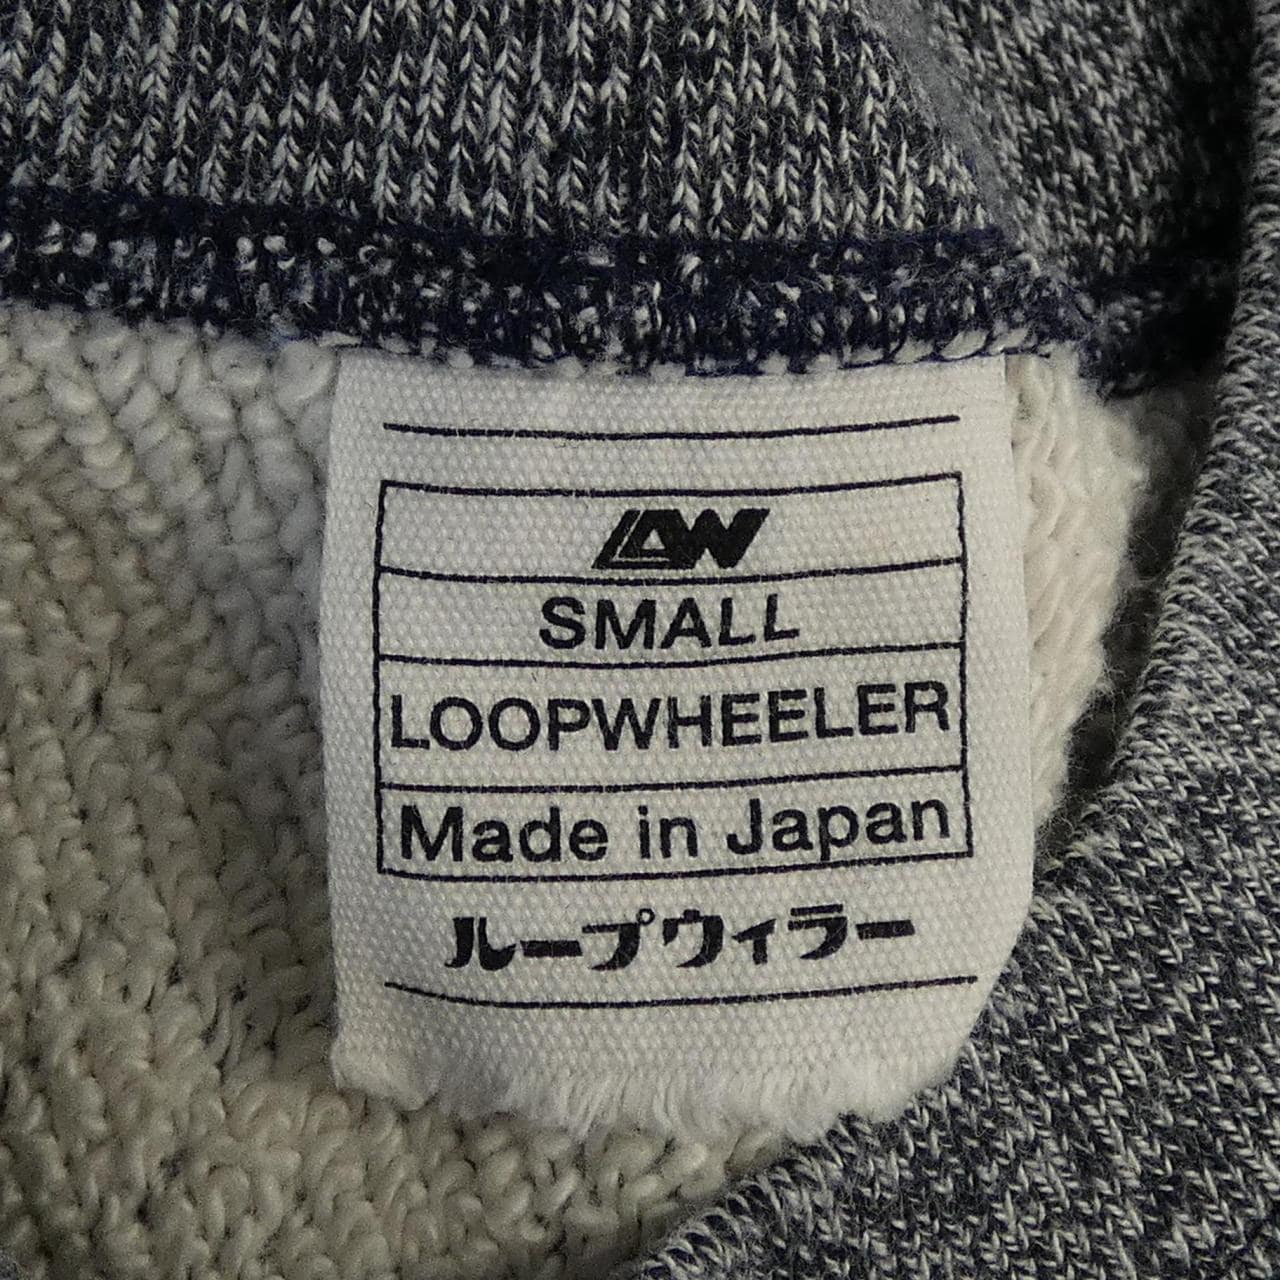 LW
SMALL
LOOPWHEELER
Made in Japan
ループウィラー